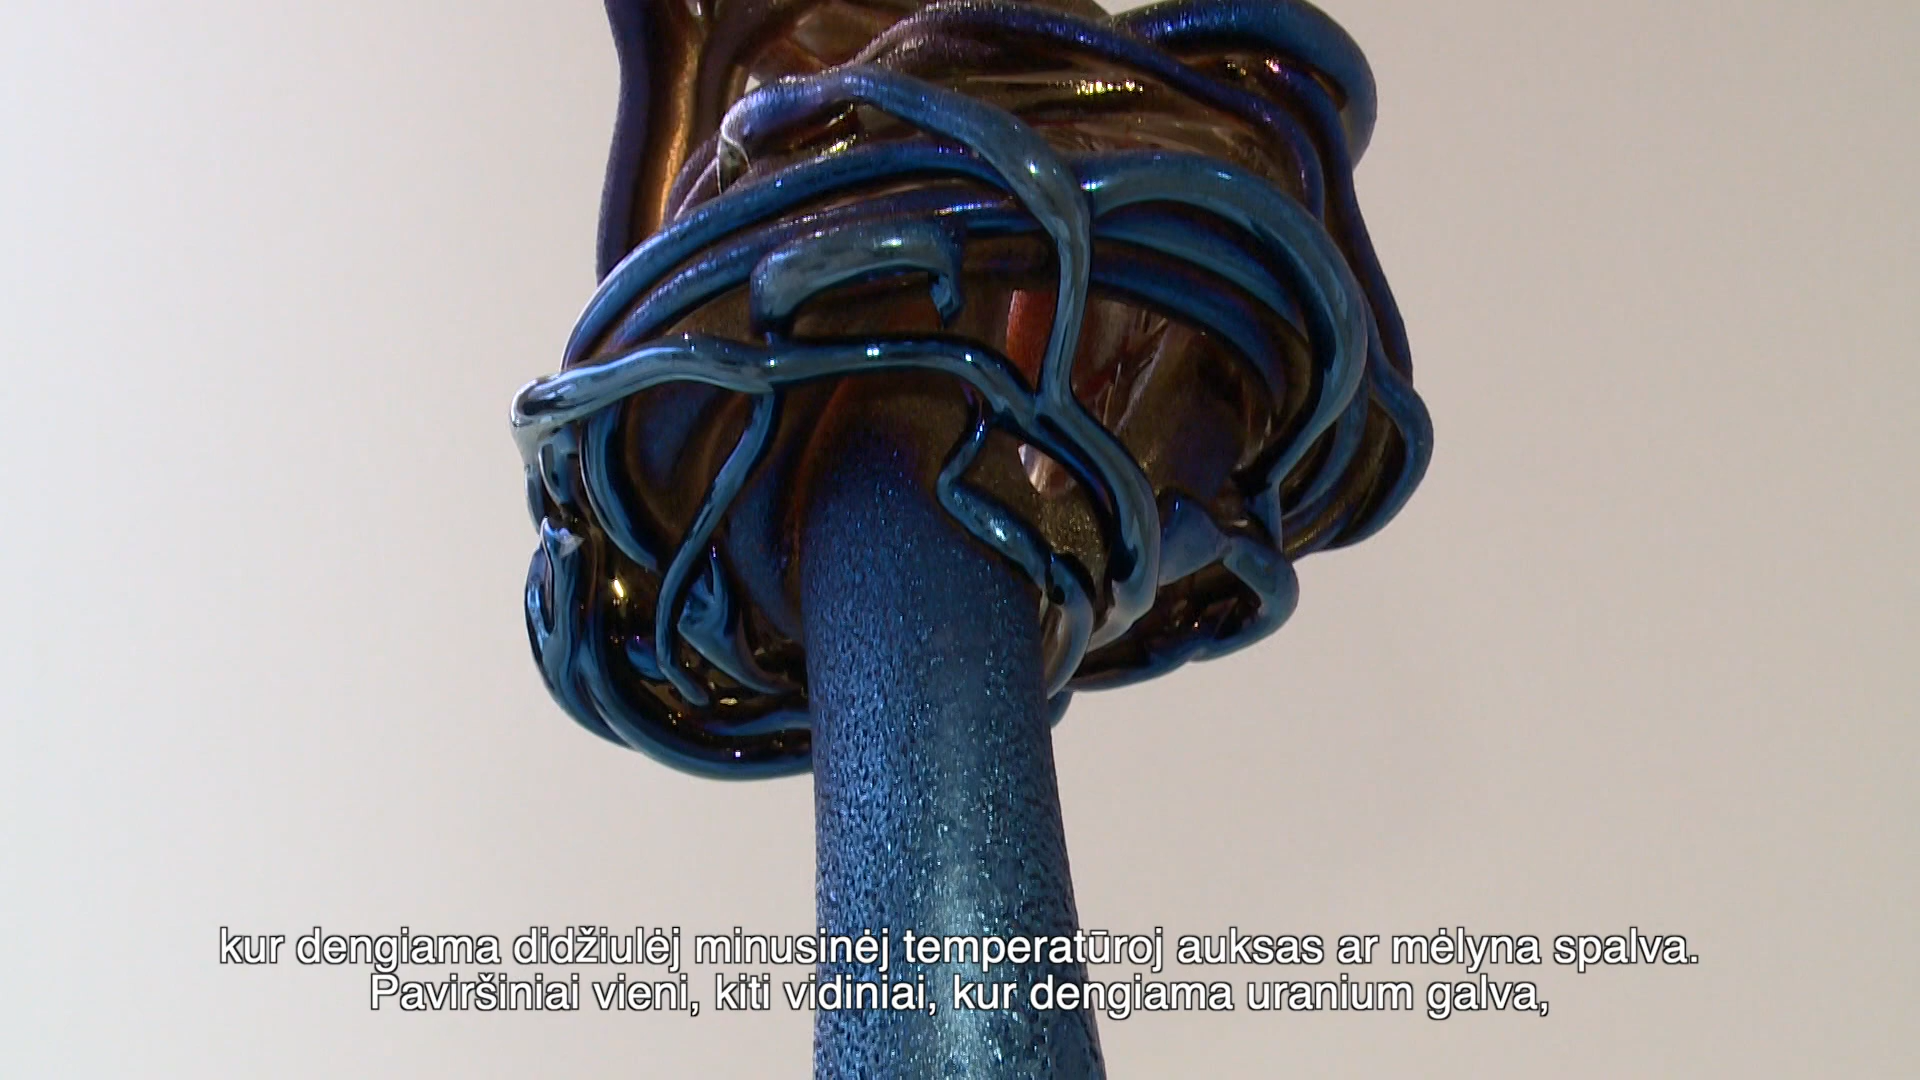 kur dengiama didžiulėj minusinėj temperatūroj auksas ar mėlyna spalva.
Paviršiniai vieni, kiti vidiniai, kur dengiama uranium galva,